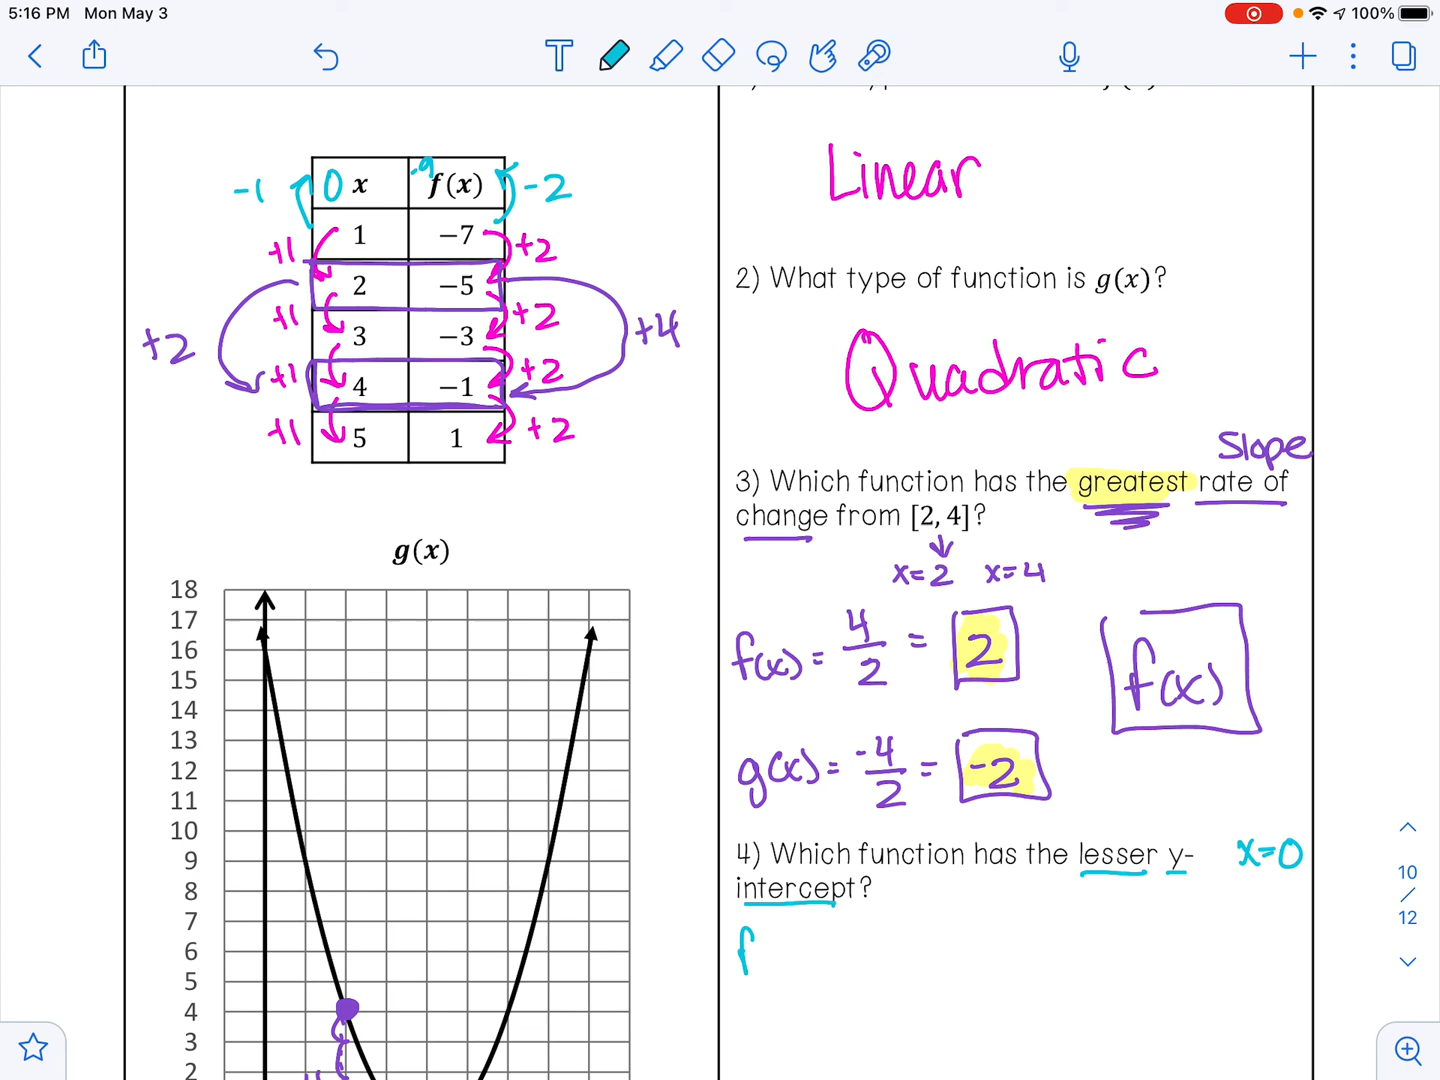 5:16 PM Mon May 3
100%
T
-1
0 x
-9 f(x)
-2
1 −7
+1 +2
2 −5
+1 +2
+2
3 −3
+4
+1 +2
4 −1
+1 +2
5 1
g(x)
18
17
16
15
14
13
12
11
10
9
8
7
6
5
4
3
2
Linear
2) What type of function is g(x)?
Quadratic
Slope
3) Which function has the greatest rate of
change from [2, 4]?
x=2 x=4
f(x) = 4/2 = 2
f(x)
g(x) = -4/2 = -2
4) Which function has the lesser y-
x=0
intercept?
f
10
/
12